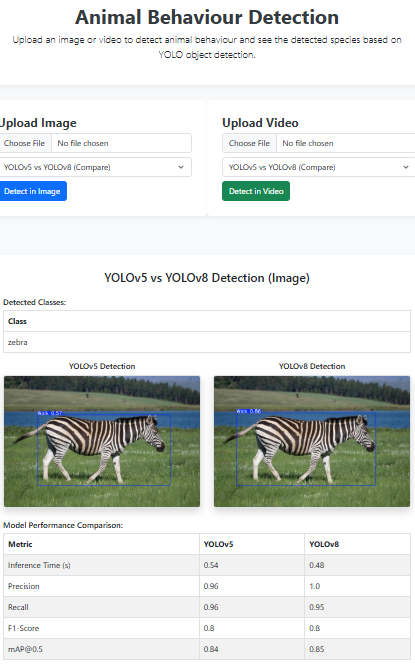 Animal Behaviour Detection
Upload an image or video to detect animal behaviour and see the detected species based on
YOLO object detection.
Upload Image
Choose File No file chosen
YOLOv5 vs YOLOv8 (Compare)
Detect in Image
Upload Video
Choose File No file chosen
YOLOv5 vs YOLOv8 (Compare)
Detect in Video
YOLOv5 vs YOLOv8 Detection (Image)
Detected Classes:
Class
zebra
YOLOv5 Detection
Walk 0.57
YOLOv8 Detection
Walk 0.86
Model Performance Comparison:
Metric YOLOv5 YOLOv8
Inference Time (s) 0.54 0.48
Precision 0.96 1.0
Recall 0.96 0.95
F1-Score 0.8 0.8
mAP@0.5 0.84 0.85